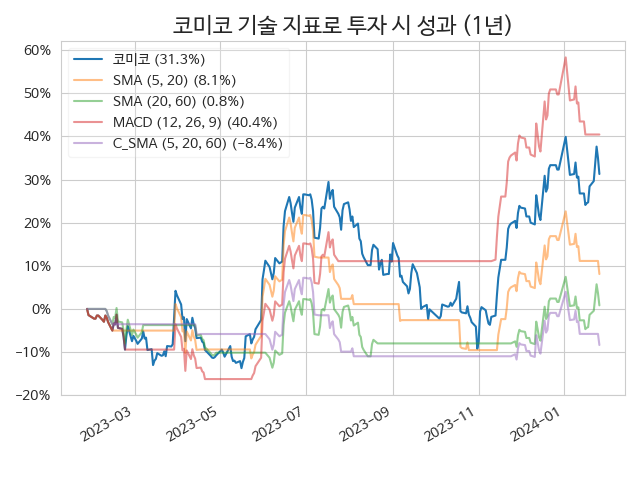 코미코 기술 지표로 투자 시 성과 (1년)
코미코 (31.3%)
SMA (5, 20) (8.1%)
SMA (20, 60) (0.8%)
MACD (12, 26, 9) (40.4%)
C_SMA (5, 20, 60) (−8.4%)
60%
50%
40%
30%
20%
10%
0%
−10%
−20%
2023−03
2023−05
2023−07
2023−09
2023−11
2024−01